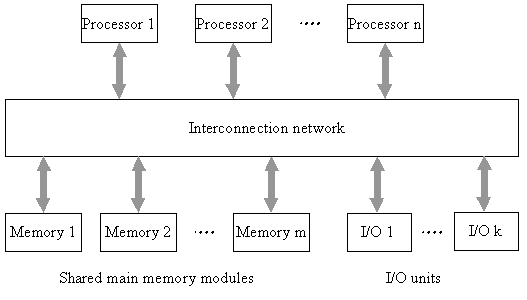 Processor 1 Processor 2 .... Processor n
Interconnection network
Memory 1 Memory 2 .... Memory m I/O 1 .... I/O k
Shared main memory modules I/O units